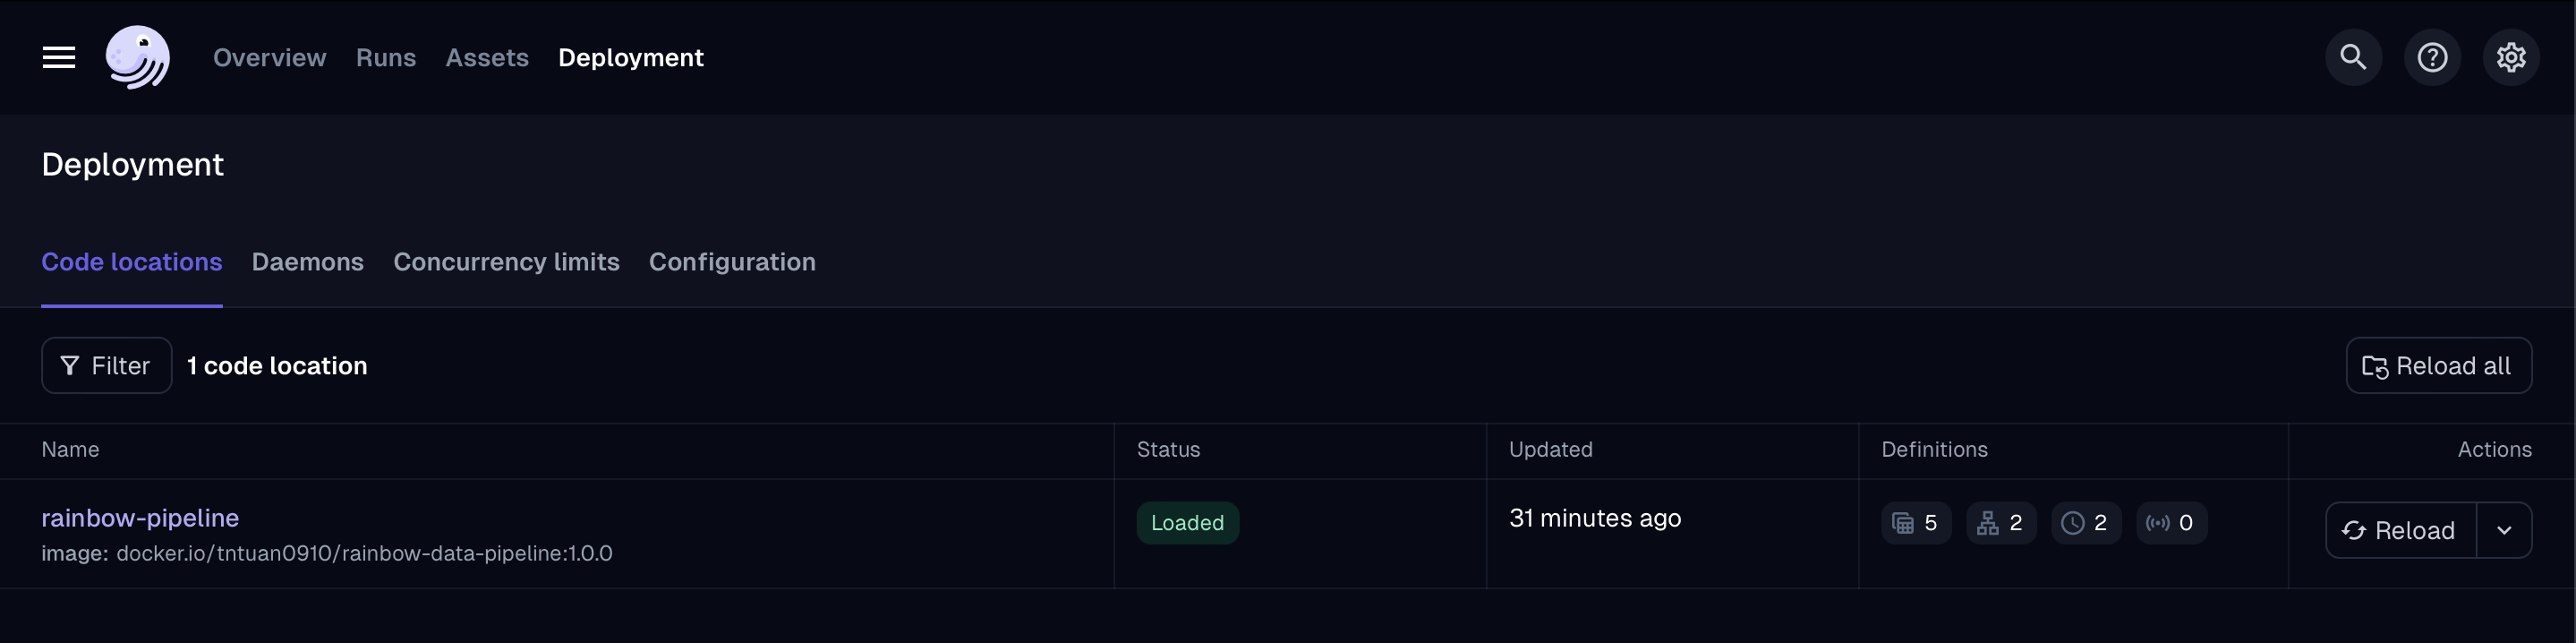 Overview Runs Assets Deployment
Deployment
Code locations Daemons Concurrency limits Configuration
Filter 1 code location Reload all
Name Status Updated Definitions Actions
rainbow-pipeline Loaded 31 minutes ago 5 2 2 0 Reload
image: docker.io/tntuan0910/rainbow-data-pipeline:1.0.0